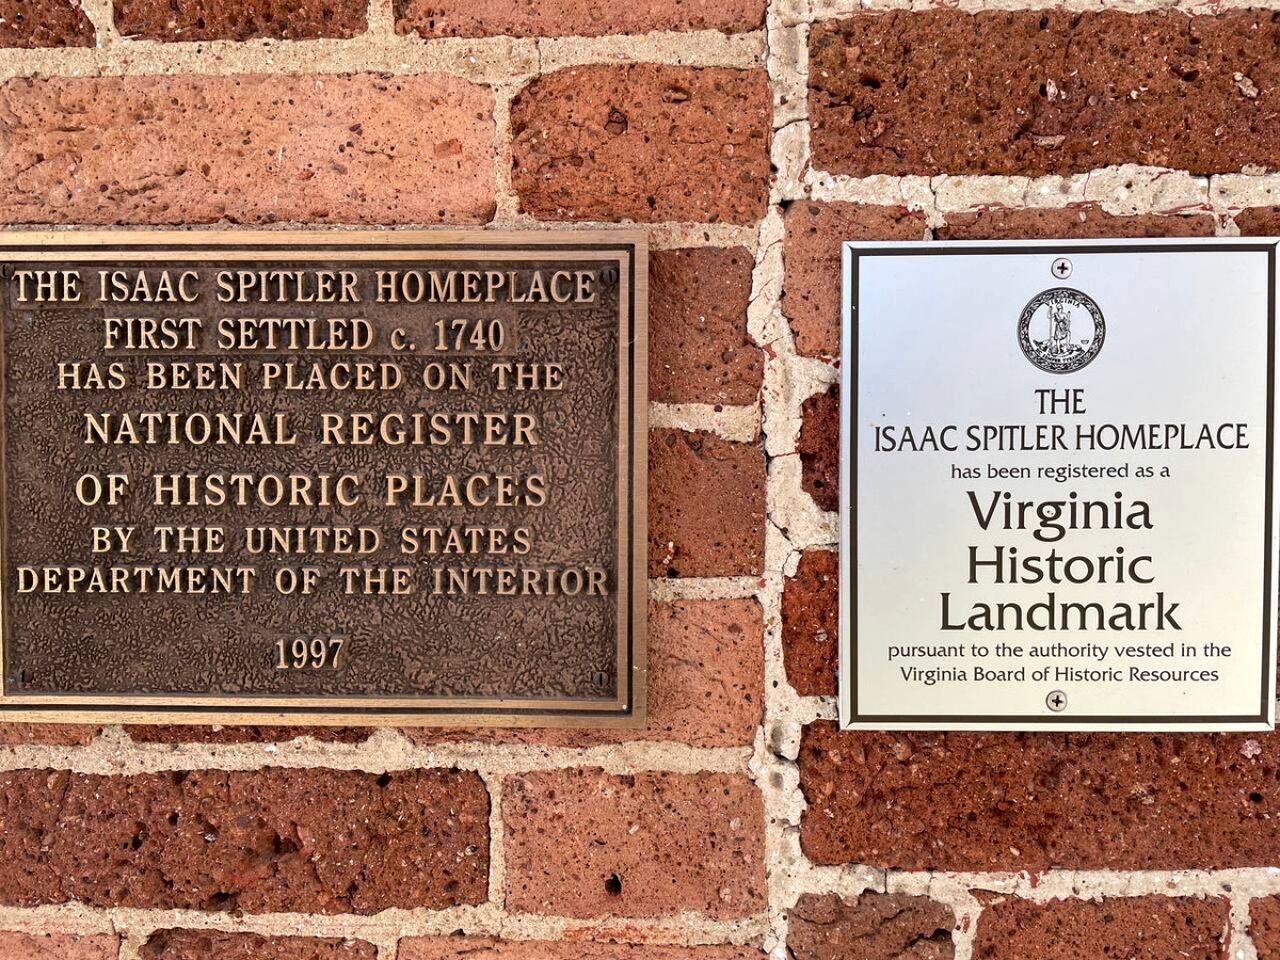 THE ISAAC SPITLER HOMEPLACE
FIRST SETTLED c. 1740
HAS BEEN PLACED ON THE
NATIONAL REGISTER
OF HISTORIC PLACES
BY THE UNITED STATES
DEPARTMENT OF THE INTERIOR
1997
VIRGINIA
THE
ISAAC SPITLER HOMEPLACE
has been registered as a
Virginia
Historic
Landmark
pursuant to the authority vested in the
Virginia Board of Historic Resources